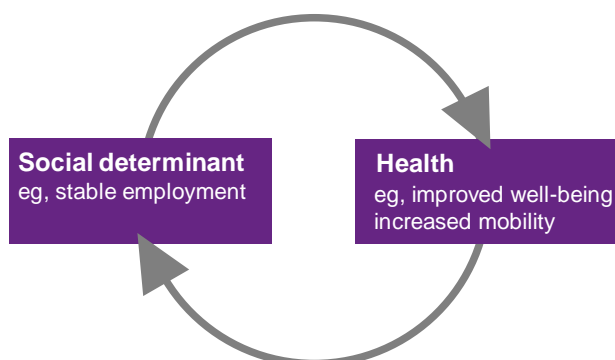 Social determinant
eg, stable employment
Health
eg, improved well-being
increased mobility